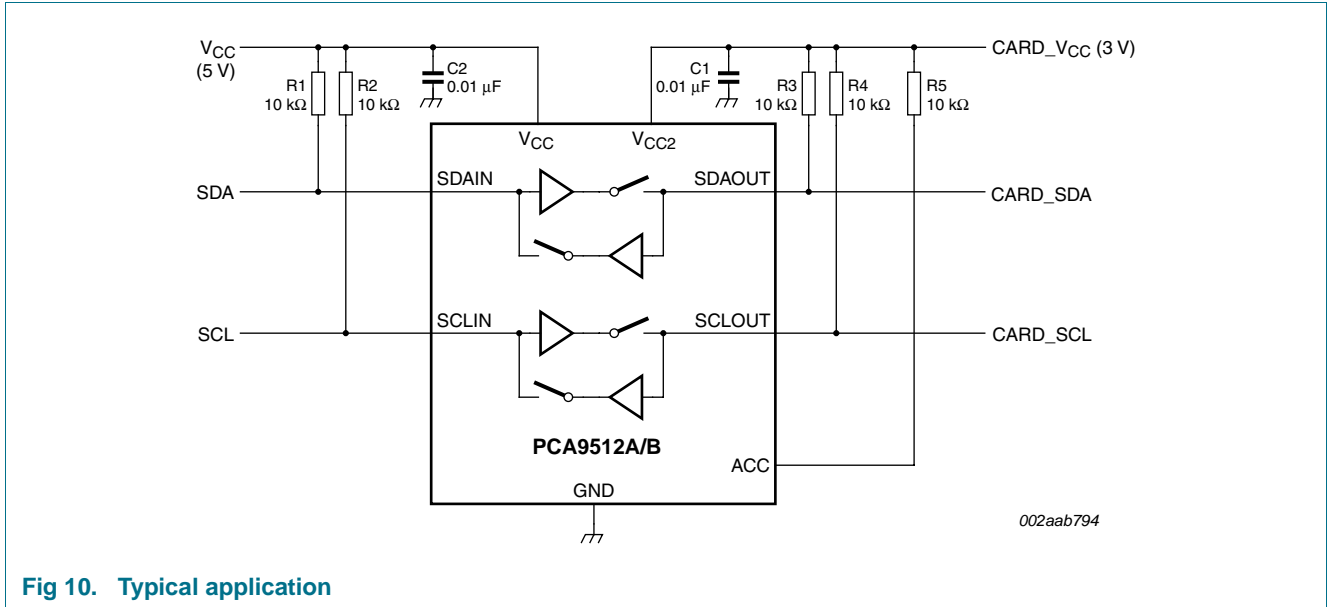 VCC
(5 V)
R1
10 kΩ
R2
10 kΩ
C2
0.01 μF
C1
0.01 μF
R3
10 kΩ
R4
10 kΩ
R5
10 kΩ
CARD_VCC (3 V)
VCC
VCC2
SDA
SDAIN
SDAOUT
CARD_SDA
SCL
SCLIN
SCLOUT
CARD_SCL
PCA9512A/B
ACC
GND
002aab794
Fig 10. Typical application